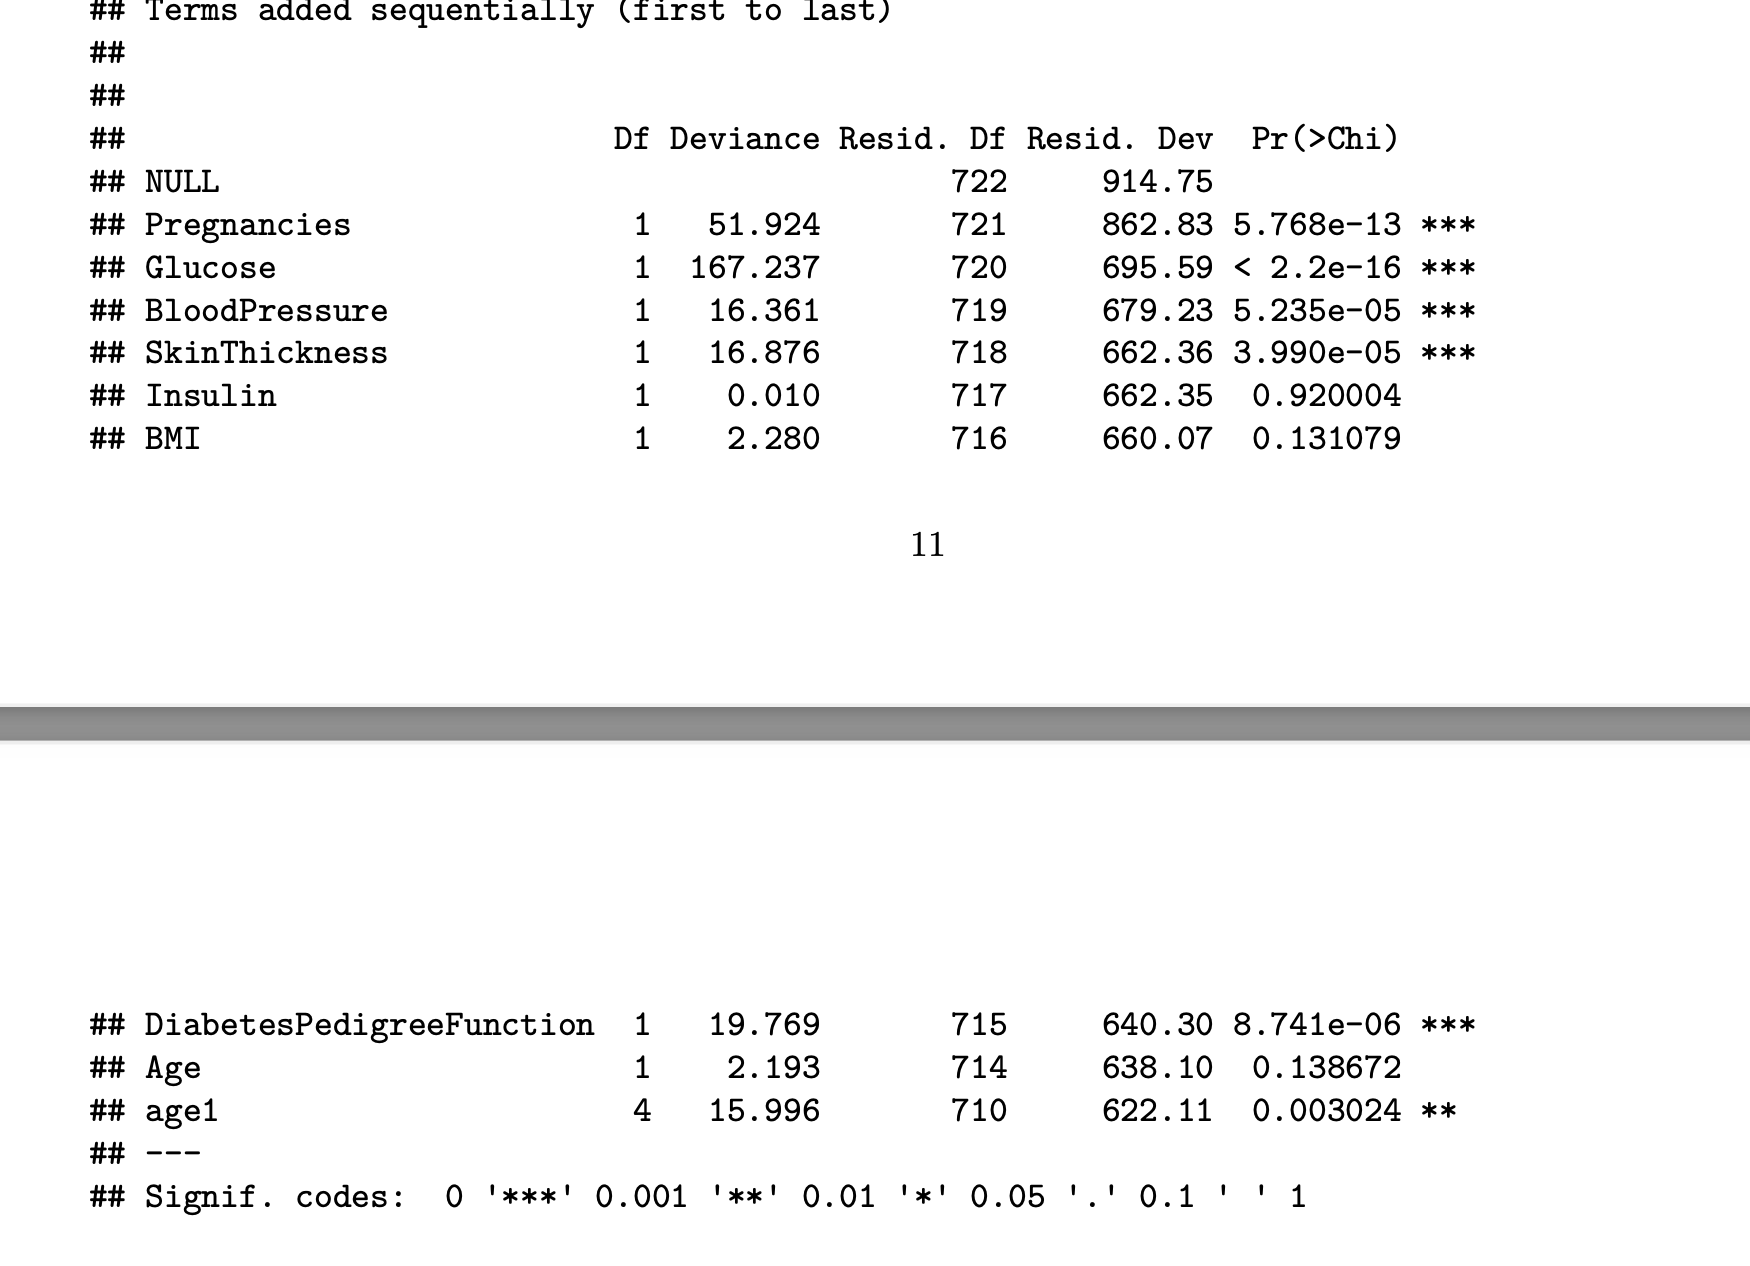 ## Terms added sequentially (first to last)
##
##
## Df Deviance Resid. Df Resid. Dev Pr(>Chi)
## NULL 722 914.75
## Pregnancies 1 51.924 721 862.83 5.768e-13 ***
## Glucose 1 167.237 720 695.59 < 2.2e-16 ***
## BloodPressure 1 16.361 719 679.23 5.235e-05 ***
## SkinThickness 1 16.876 718 662.36 3.990e-05 ***
## Insulin 1 0.010 717 662.35 0.920004
## BMI 1 2.280 716 660.07 0.131079
11
## DiabetesPedigreeFunction 1 19.769 715 640.30 8.741e-06 ***
## Age 1 2.193 714 638.10 0.138672
## age1 4 15.996 710 622.11 0.003024 **
## ---
## Signif. codes: 0 '***' 0.001 '**' 0.01 '*' 0.05 '.' 0.1 ' ' 1